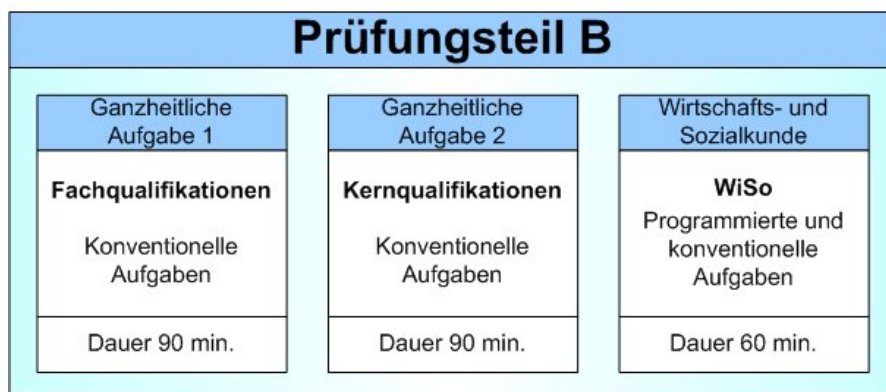 Prüfungsteil B
Ganzheitliche
Aufgabe 1
Fachqualifikationen
Konventionelle
Aufgaben
Dauer 90 min.
Ganzheitliche
Aufgabe 2
Kernqualifikationen
Konventionelle
Aufgaben
Dauer 90 min.
Wirtschafts- und
Sozialkunde
WiSo
Programmierte und
konventionelle
Aufgaben
Dauer 60 min.